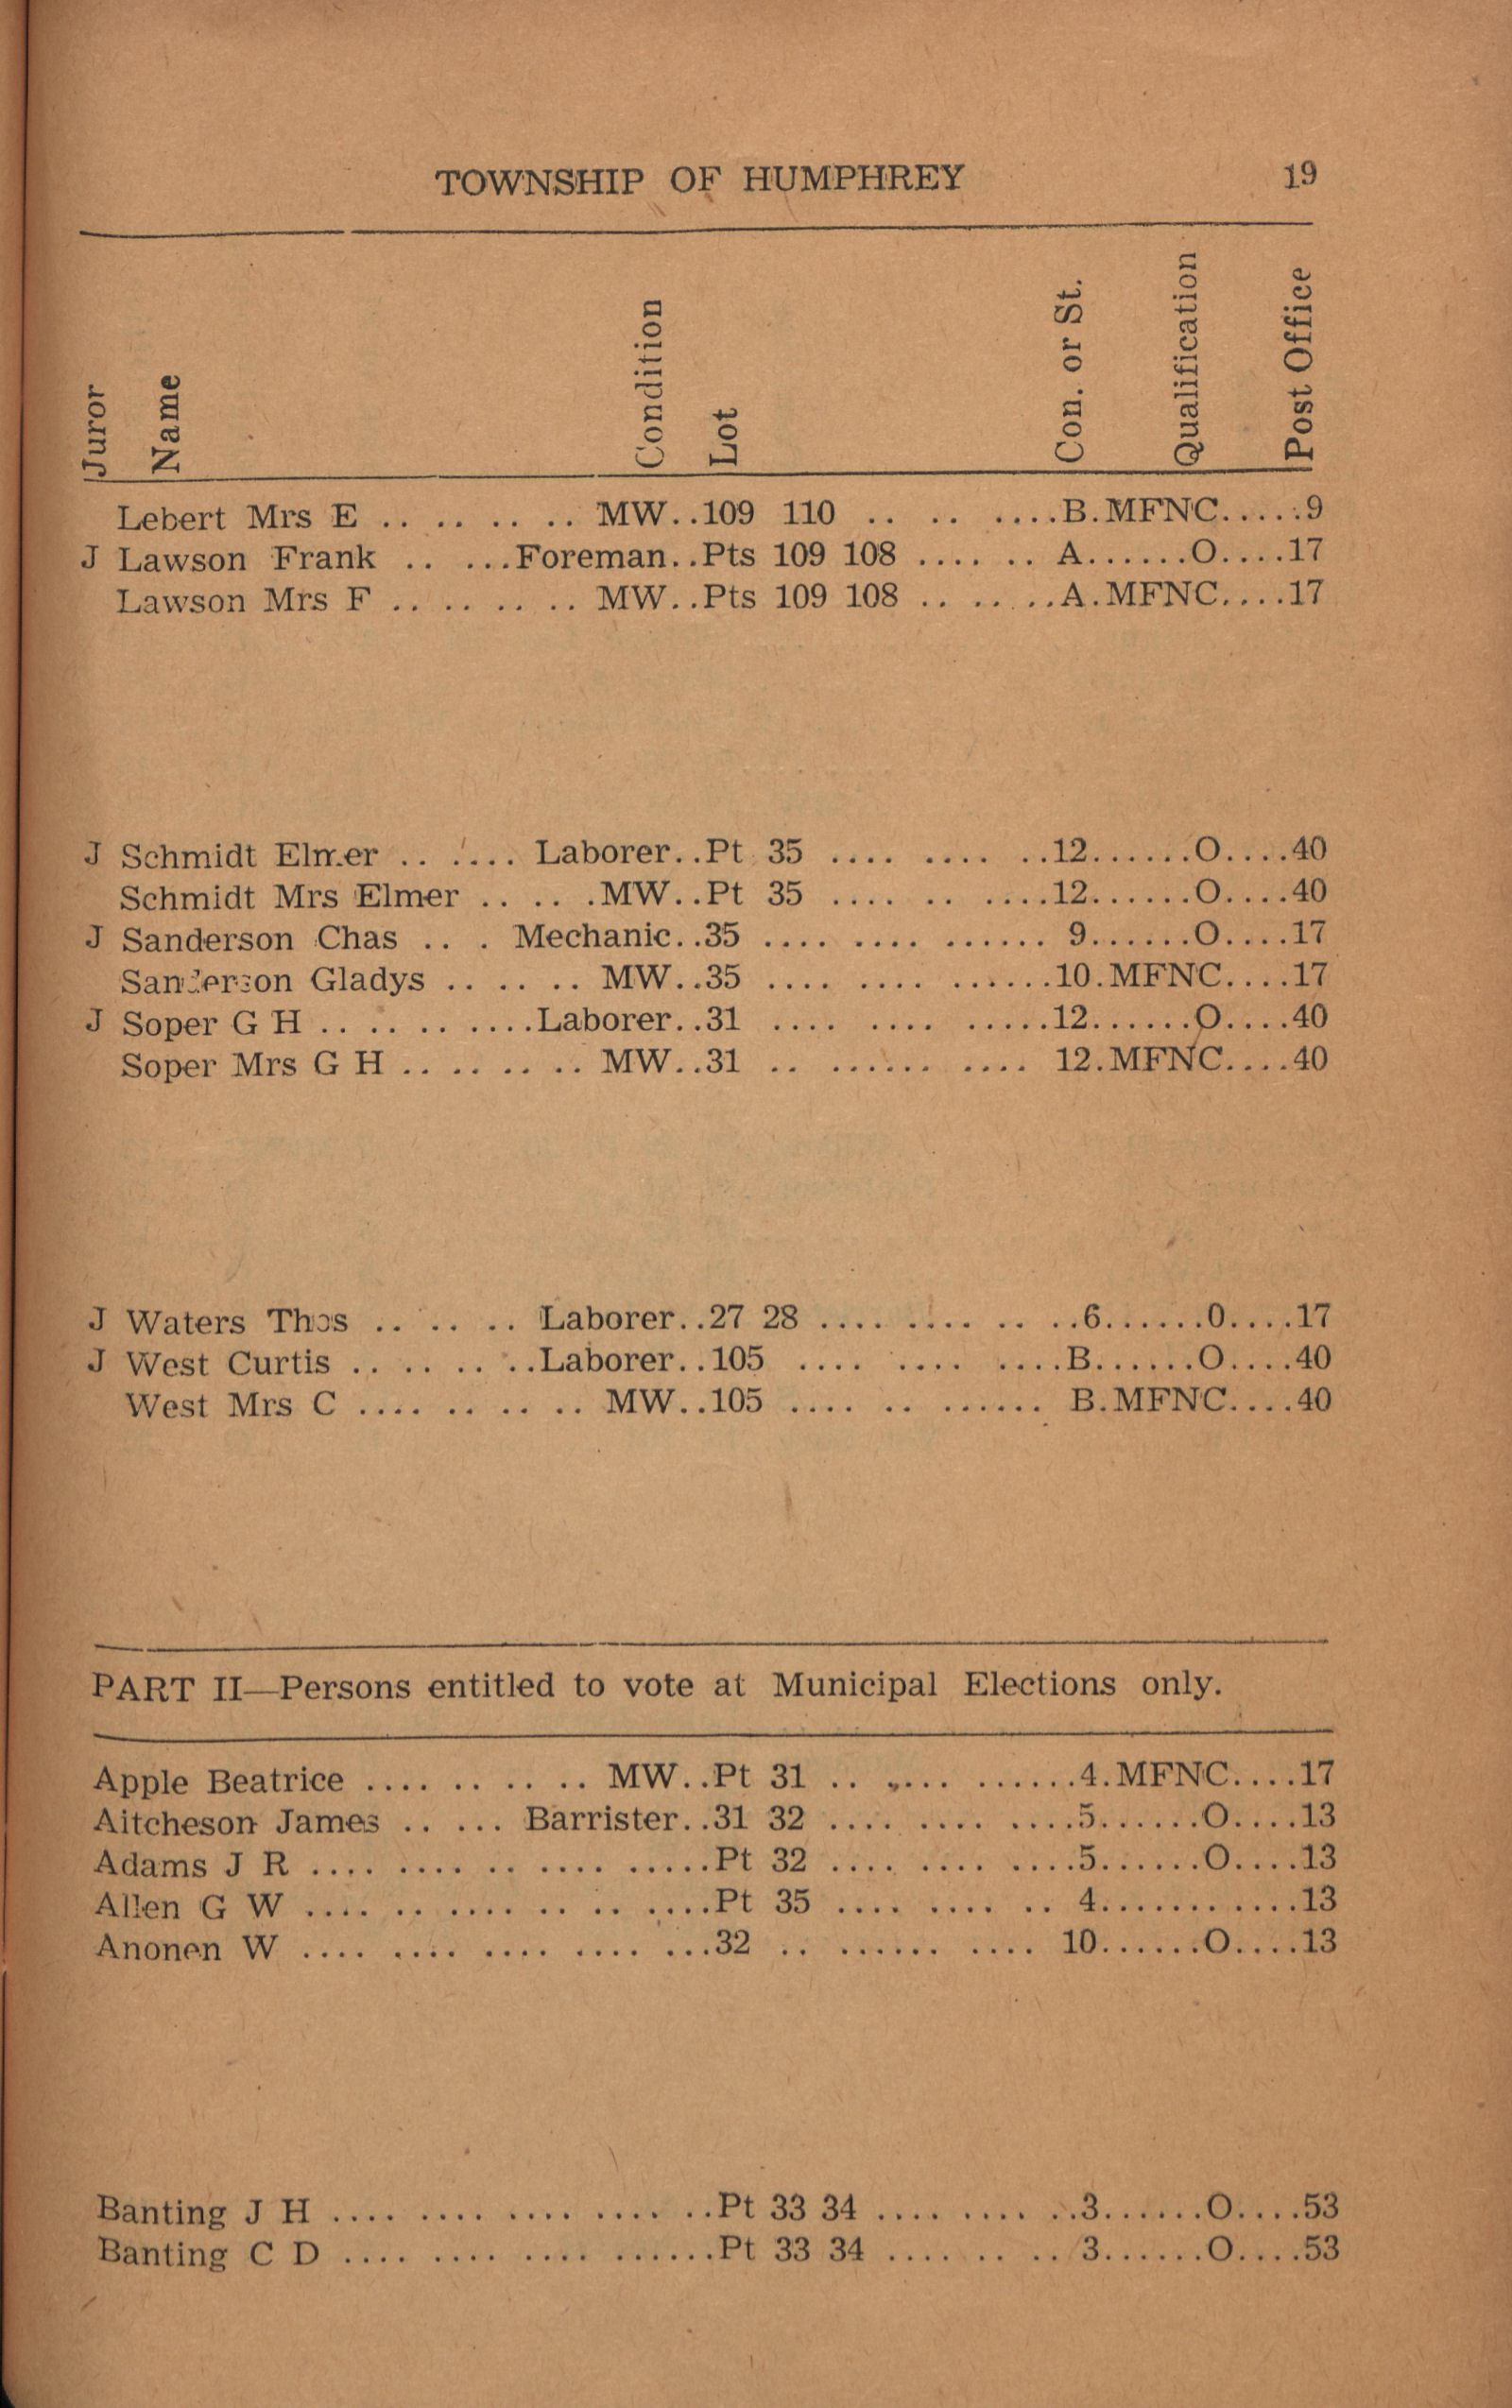 TOWNSHIP OF HUMPHREY 19
Juror Name Condition Lot Con. or St. Qualification Post Office
Lebert Mrs E .. .. .. .. MW..109 110 .. .. ....B.MFNC.....9
J Lawson Frank .. ...Foreman..Pts 109 108 .... .. A......O....17
Lawson Mrs F .. .. .. .. MW..Pts 109 108 .. .. ..A.MFNC....17
J Schmidt Elmer .. .... Laborer..Pt 35 .... .... ..12......O....40
Schmidt Mrs Elmer .. .. .MW..Pt 35 .... .. ....12......O....40
J Sanderson Chas .. . Mechanic..35 .... .... ...... 9......O....17
Sanderson Gladys .. .. .. MW..35 .... .... ......10.MFNC....17
J Soper G H .. .. .. ....Laborer..31 .... .... .....12......O....40
Soper Mrs G H .. .. .. .. MW..31 .. ...... .... 12.MFNC....40
J Waters Thos .. .. .. Laborer..27 28 .... .... .. ..6......0....17
J West Curtis .. .. .. ..Laborer..105 .... .... ....B......O....40
West Mrs C .... .. .. .. MW..105 .... .. ...... B.MFNC....40
PART II—Persons entitled to vote at Municipal Elections only.
Apple Beatrice .... .. .. .. MW..Pt 31 .. .... ......4.MFNC....17
Aitcheson James .. ... Barrister..31 32 .... .... ....5......O....13
Adams J R .... .... .. .... .....Pt 32 .... .... ....5......O....13
Allen G W .... .. .... .. .. ....Pt 35 .... .... .. 4............13
Anonen W .... .... .... .... ...32 .. ...... .... 10......O....13
Banting J H .... .... .... .... ..Pt 33 34 .... .... ..3......O....53
Banting C D .... .... .... ......Pt 33 34 .... .. .. 3......O....53